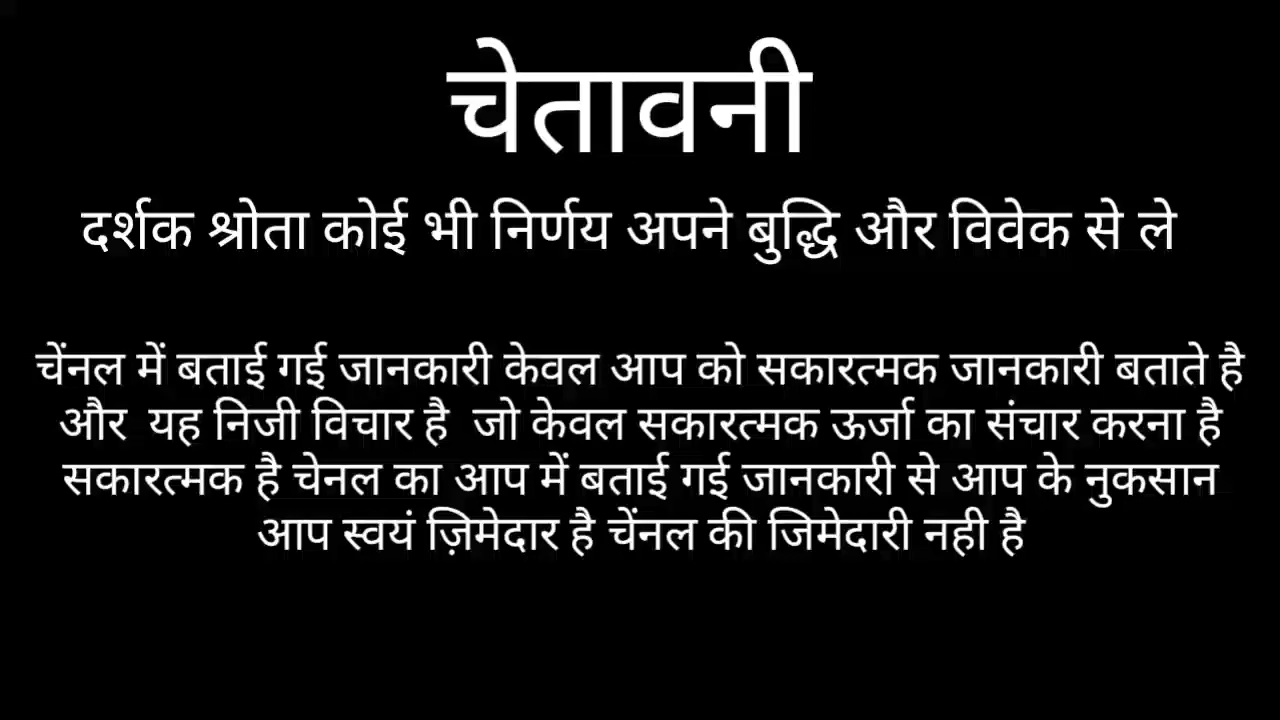 चेतावनी
दर्शक श्रोता कोई भी निर्णय अपने बुद्धि और विवेक से ले
चेंनल में बताई गई जानकारी केवल आप को सकारत्मक जानकारी बताते है
और यह निजी विचार है जो केवल सकारत्मक ऊर्जा का संचार करना है
सकारत्मक है चेनल का आप में बताई गई जानकारी से आप के नुकसान
आप स्वयं ज़िमेदार है चेंनल की जिमेदारी नही है